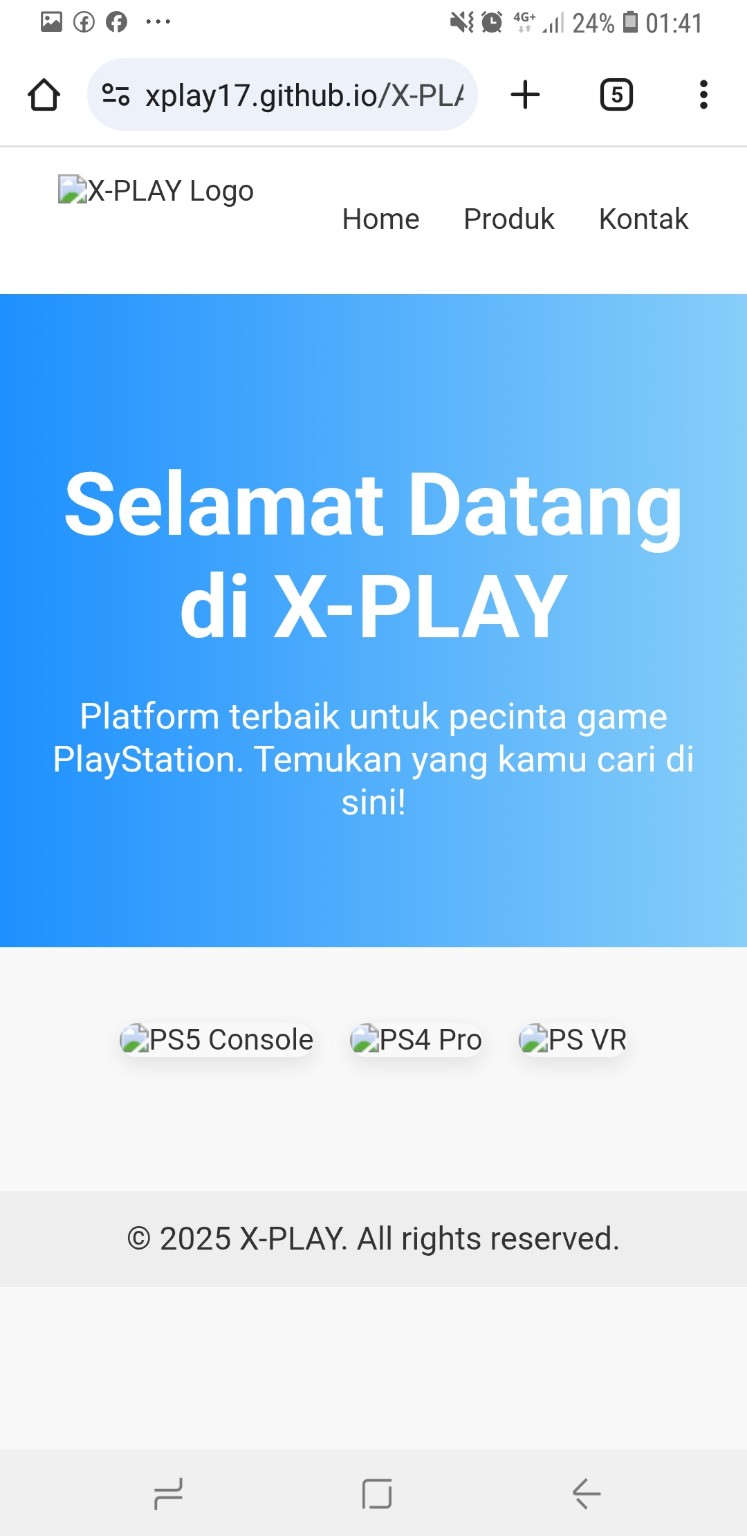 4G+ 24% 01:41
xplay17.github.io/X-PLA
5
X-PLAY Logo
Home Produk Kontak
Selamat Datang
di X-PLAY
Platform terbaik untuk pecinta game
PlayStation. Temukan yang kamu cari di
sini!
PS5 Console PS4 Pro PS VR
© 2025 X-PLAY. All rights reserved.